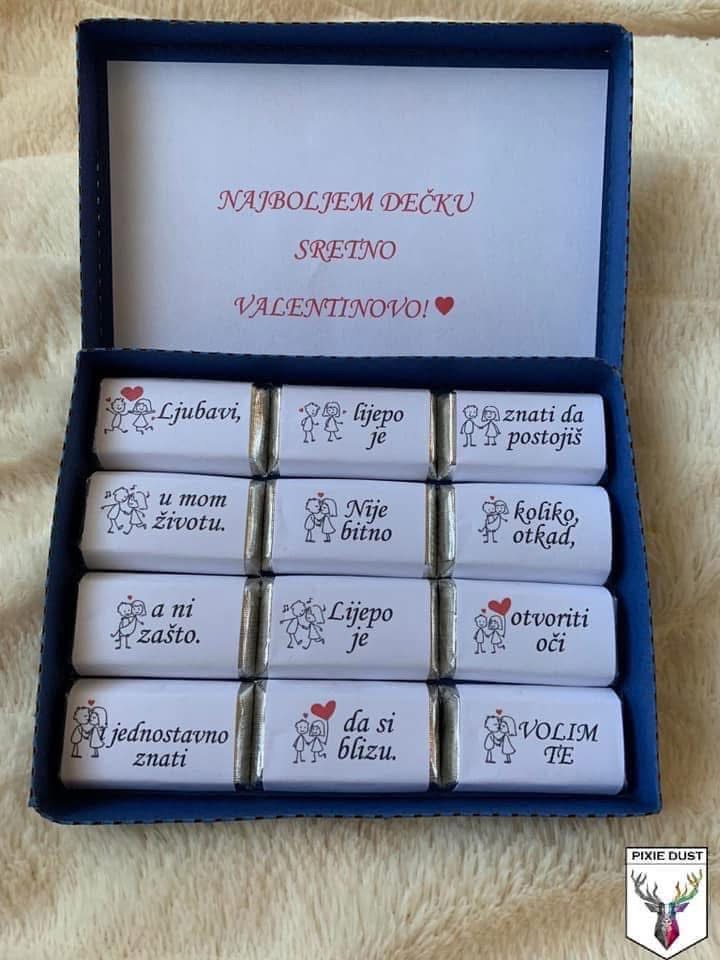 NAJBOLJEM DEČKU
SRETNO
VALENTINOVO!
Ljubavi,
lijepo
je
znati da
postojiš
u mom
životu.
Nije
bitno
koliko,
otkad,
a ni
zašto.
Lijepo
je
otvoriti
oči
i jednostavno
znati
da si
blizu.
VOLIM
TE
PIXIE DUST